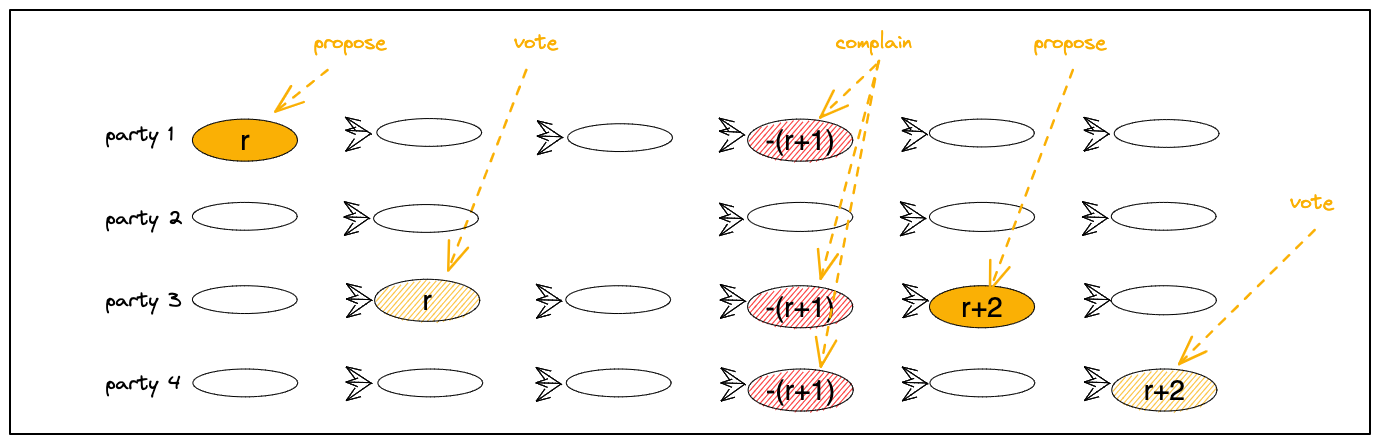 propose vote complain propose
party 1 r -(r+1)
party 2 vote
party 3 r -(r+1) r+2
party 4 -(r+1) r+2